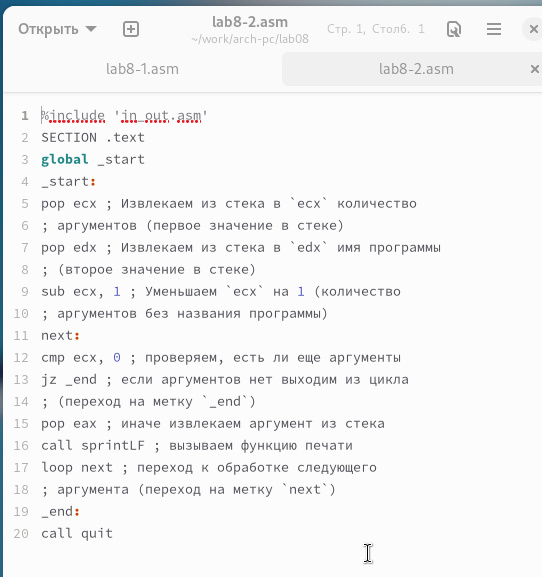 Открыть
lab8-2.asm
~/work/arch-pc/lab08
Стр. 1, Столб. 1
lab8-1.asm
lab8-2.asm
1 %include 'in_out.asm'
2 SECTION .text
3 global _start
4 _start:
5 pop ecx ; Извлекаем из стека в `ecx` количество
6 ; аргументов (первое значение в стеке)
7 pop edx ; Извлекаем из стека в `edx` имя программы
8 ; (второе значение в стеке)
9 sub ecx, 1 ; Уменьшаем `ecx` на 1 (количество
10 ; аргументов без названия программы)
11 next:
12 cmp ecx, 0 ; проверяем, есть ли еще аргументы
13 jz _end ; если аргументов нет выходим из цикла
14 ; (переход на метку `_end`)
15 pop eax ; иначе извлекаем аргумент из стека
16 call sprintLF ; вызываем функцию печати
17 loop next ; переход к обработке следующего
18 ; аргумента (переход на метку `next`)
19 _end:
20 call quit